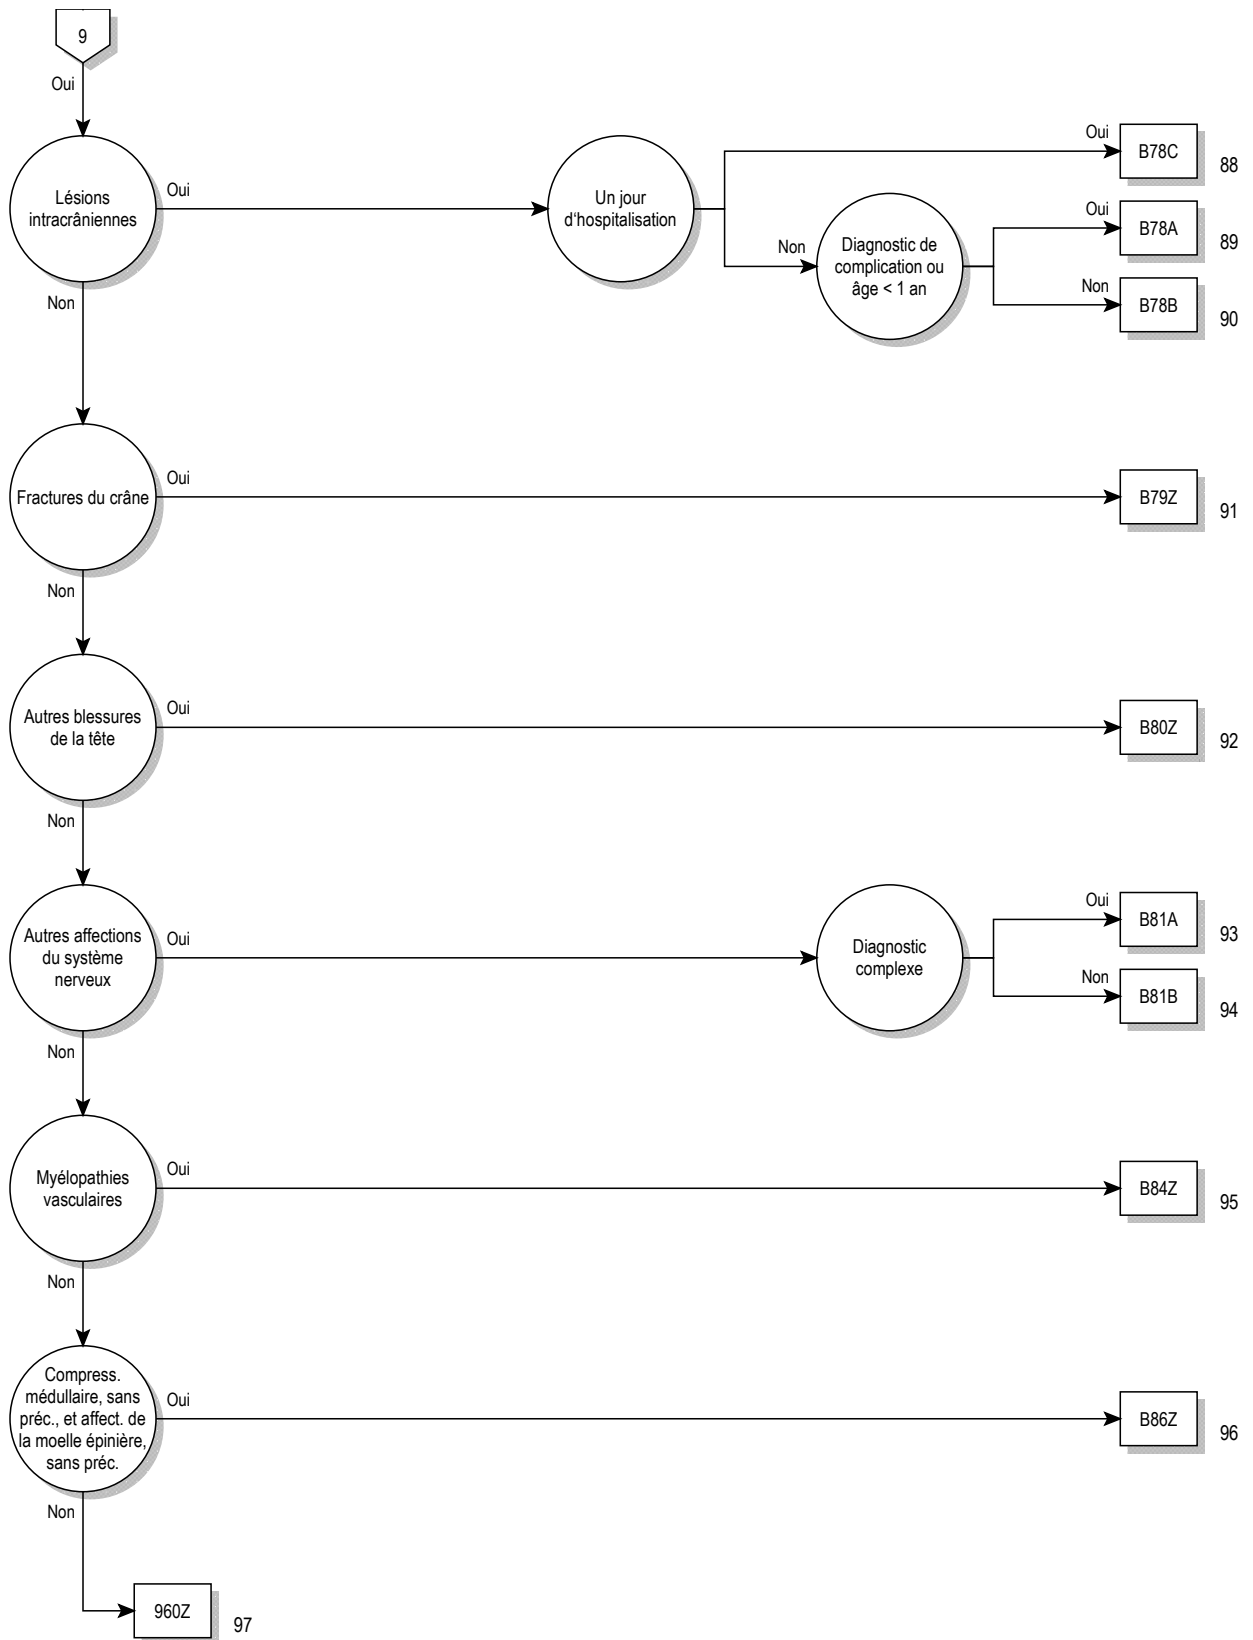 9
Oui
Lésions
intracrâniennes
Oui
Un jour
d'hospitalisation
Oui
B78C
88
Non
Diagnostic de
complication ou
âge < 1 an
Oui
B78A
89
Non
B78B
90
Non
Fractures du crâne
Oui
B79Z
91
Non
Autres blessures
de la tête
Oui
B80Z
92
Non
Autres affections
du système
nerveux
Oui
Diagnostic
complexe
Oui
B81A
93
Non
B81B
94
Non
Myélopathies
vasculaires
Oui
B84Z
95
Non
Compress.
médullaire, sans
préc., et affect. de
la moelle épinière,
sans préc.
Oui
B86Z
96
Non
960Z
97